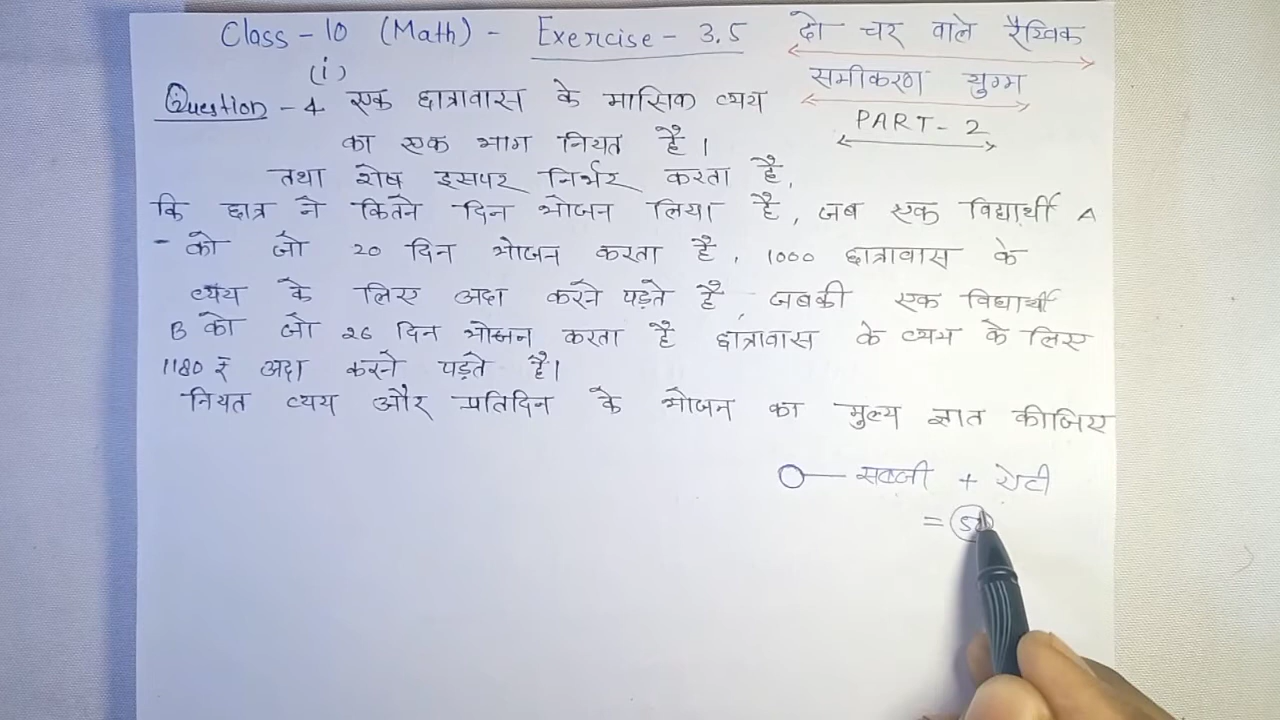 Class - 10 (Math) - Exercise - 3.5 दो चर वाले रैखिक
समीकरण युग्म
PART - 2
(i)
Question - 4 एक छात्रावास के मासिक व्यय
का एक भाग नियत है।
तथा शेष इसपर निर्भर करता है,
कि छात्र ने कितने दिन भोजन लिया है, जब एक विद्यार्थी A
- को जो 20 दिन भोजन करता है, 1000 छात्रावास के
व्यय के लिए अदा करने पड़ते है, जबकी एक विद्यार्थी
B को जो 26 दिन भोजन करता है छात्रावास के व्यय के लिए
1180 ₹ अदा करने पड़ते है।
नियत व्यय और प्रतिदिन के भोजन का मुल्य ज्ञात कीजिए
सब्जी + रोटी
=